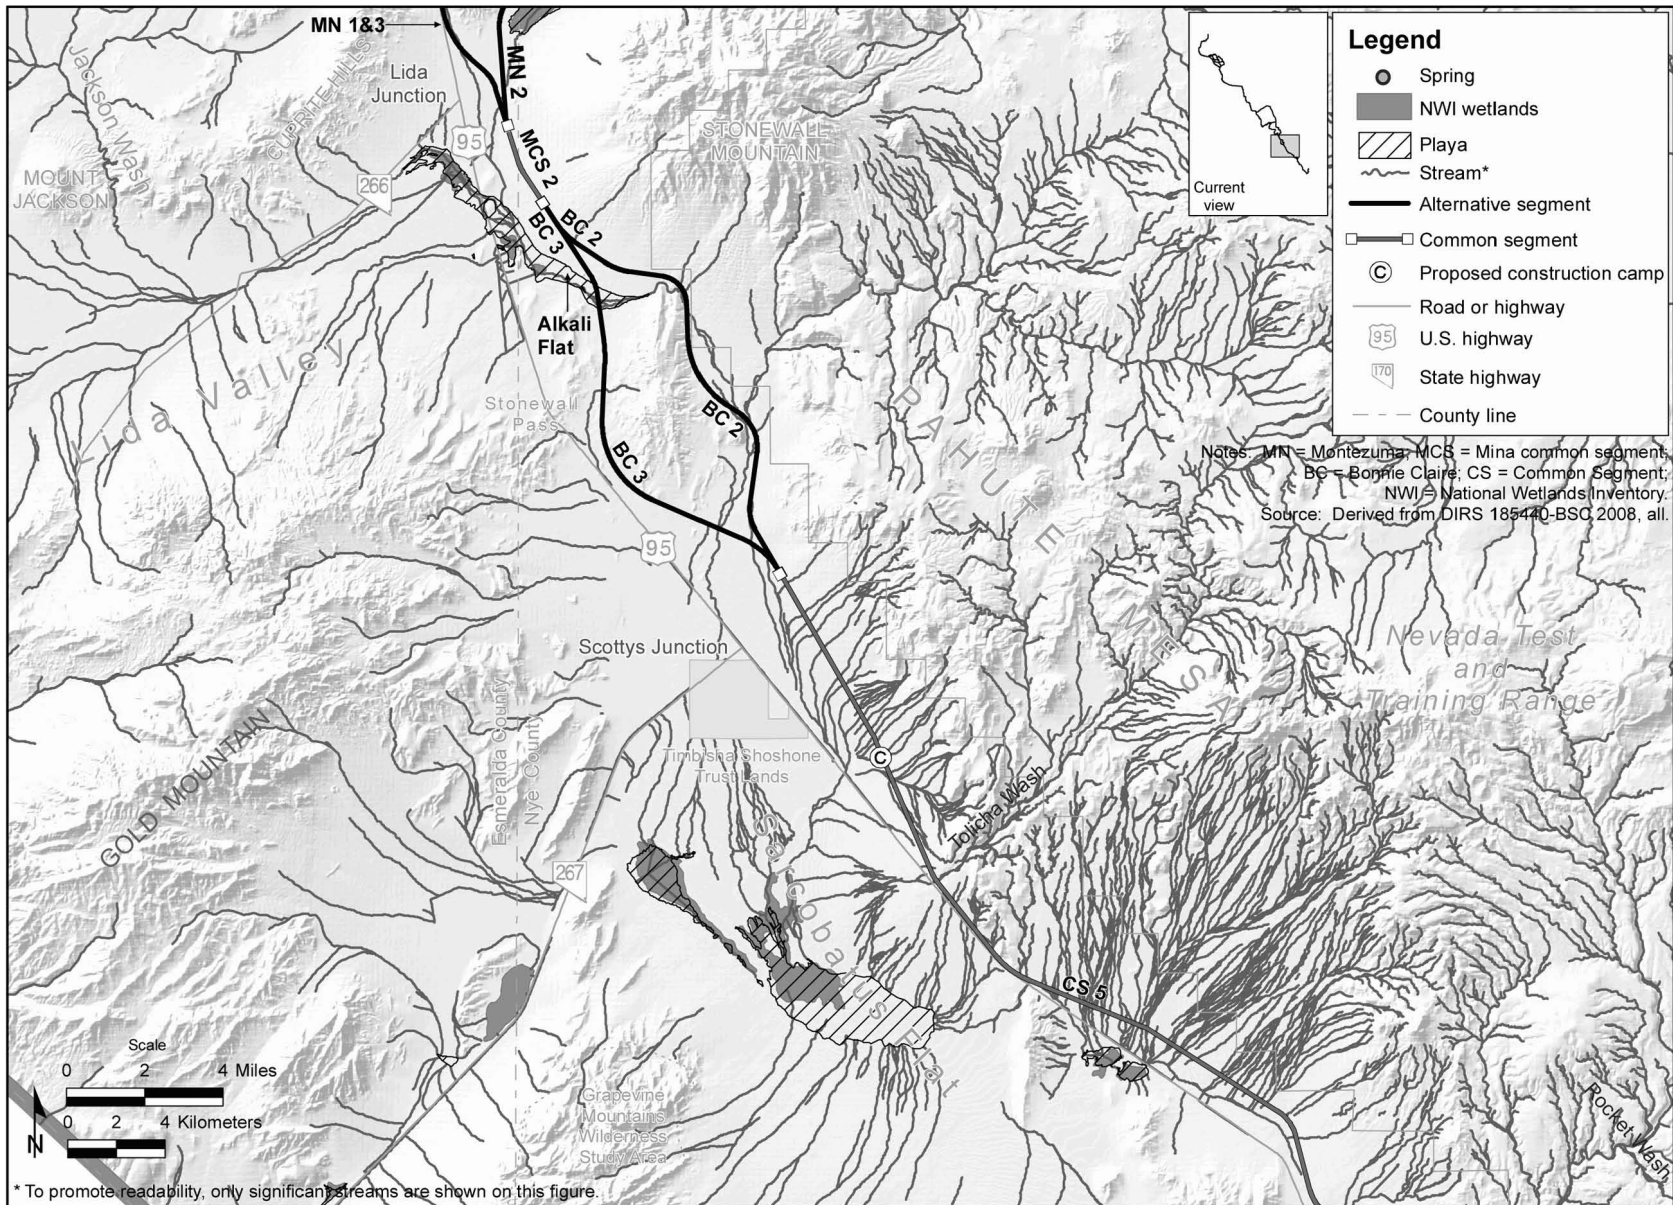 MN 1&3
MN 2
Jackson Wash
CUPRITE HILLS
Lida
Junction
95
MCS 2
STONEWALL
MOUNTAIN
MOUNT
JACKSON
266
BC 3
BC 2
Alkali
Flat
Lida Valley
Stonewall
Pass
BC 2
BC 3
95
PAHUTE MESA
Scottys Junction
Esmeralda County
Nye County
Timbisha Shoshone
Trust Lands
GOLD MOUNTAIN
267
C
Tolicha Wash
Sarcobatus Flat
CS 5
Grapevine
Mountains
Wilderness
Study Area
Rocket Wash
Nevada Test
and
Training Range
Current
view
Legend
Spring
NWI wetlands
Playa
Stream*
Alternative segment
Common segment
C Proposed construction camp
Road or highway
95 U.S. highway
170 State highway
County line
Notes: MN = Montezuma; MCS = Mina common segment;
BC = Bonnie Claire; CS = Common Segment;
NWI = National Wetlands Inventory.
Source: Derived from DIRS 185440-BSC 2008, all.
Scale
0 2 4 Miles
0 2 4 Kilometers
N
* To promote readability, only significant streams are shown on this figure.